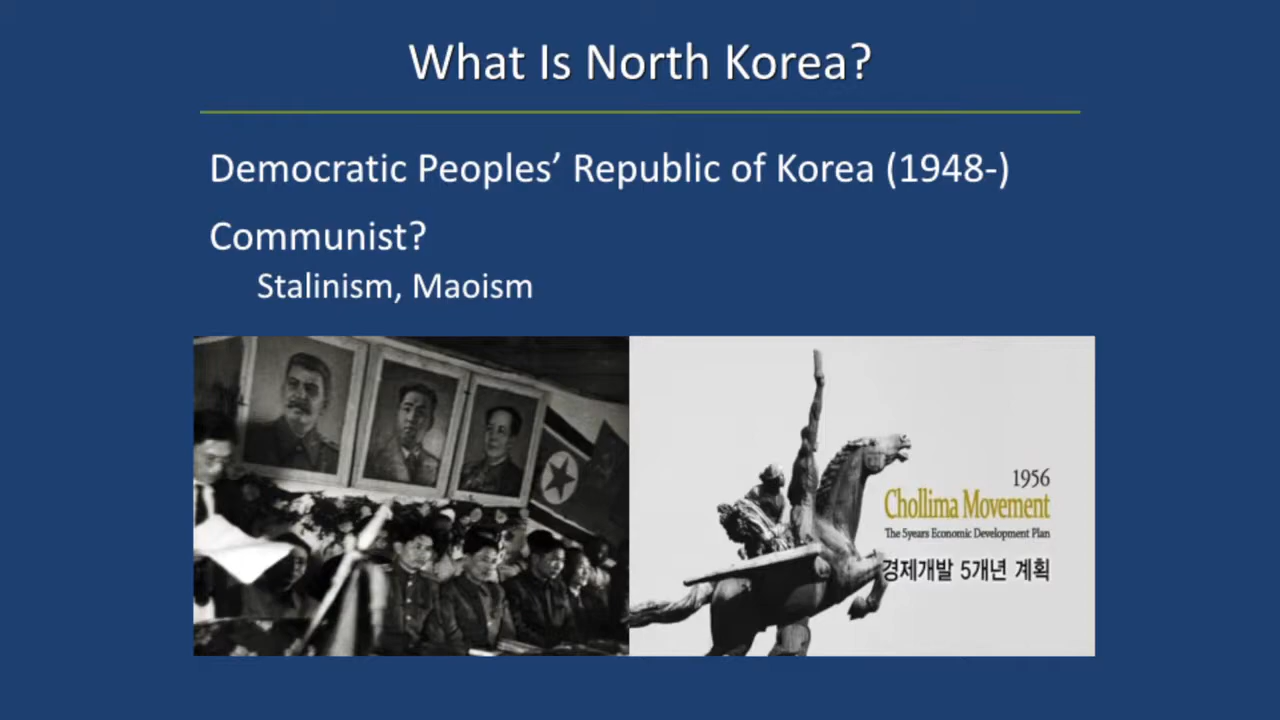 What Is North Korea?
Democratic Peoples’ Republic of Korea (1948-)
Communist?
Stalinism, Maoism
1956
Chollima Movement
The 5years Economic Development Plan
경제개발 5개년 계획